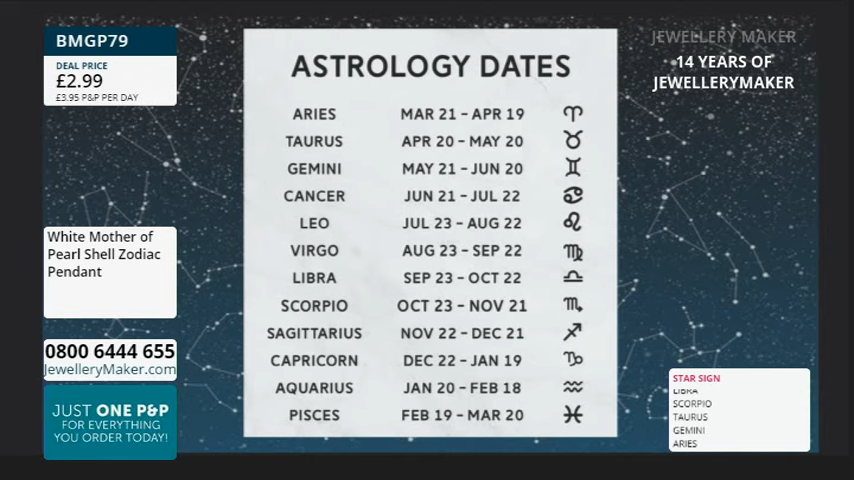 BMGP79
DEAL PRICE
£2.99
£3.95 P&P PER DAY
White Mother of
Pearl Shell Zodiac
Pendant
0800 6444 655
JewelleryMaker.com
JUST ONE P&P
FOR EVERYTHING
YOU ORDER TODAY!
ASTROLOGY DATES
ARIES MAR 21 - APR 19 ♈
TAURUS APR 20 - MAY 20 ♉
GEMINI MAY 21 - JUN 20 ♊
CANCER JUN 21 - JUL 22 ♋
LEO JUL 23 - AUG 22 ♌
VIRGO AUG 23 - SEP 22 ♍
LIBRA SEP 23 - OCT 22 ♎
SCORPIO OCT 23 - NOV 21 ♏
SAGITTARIUS NOV 22 - DEC 21 ♐
CAPRICORN DEC 22 - JAN 19 ♑
AQUARIUS JAN 20 - FEB 18 ♒
PISCES FEB 19 - MAR 20 ♓
JEWELLERY MAKER
14 YEARS OF
JEWELLERYMAKER
STAR SIGN
LIBRA
SCORPIO
TAURUS
GEMINI
ARIES